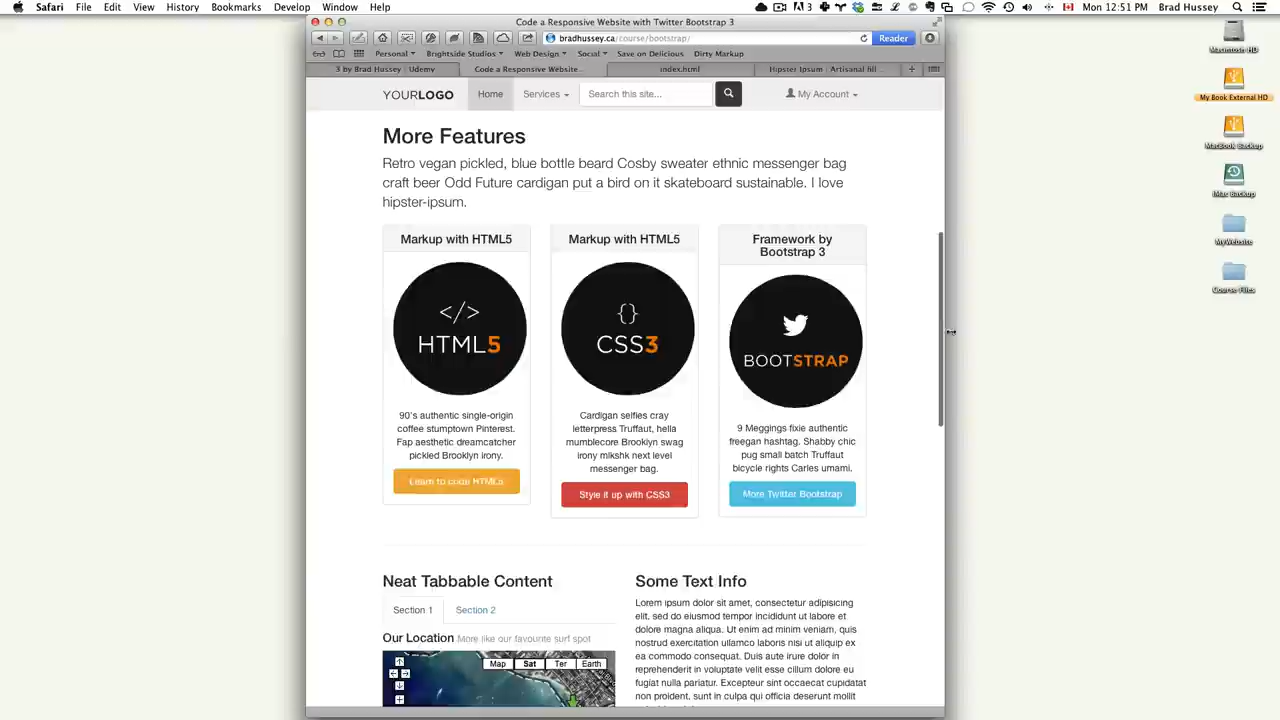 Safari File Edit View History Bookmarks Develop Window Help
3 Mon 12:51 PM Brad Hussey
Code a Responsive Website with Twitter Bootstrap 3
bradhussey.ca/course/bootstrap/
Reader
Personal Brightside Studios Web Design Social Save on Delicious Dirty Markup
3 by Brad Hussey | Udemy
Code a Responsive Website...
index.html
Hipster Ipsum | Artisanal fill...
Macintosh HD
My Book External HD
MacBook Backup
iMac Backup
MyWebsite
Course Files
YOURLOGO
Home
Services
Search this site...
My Account
More Features
Retro vegan pickled, blue bottle beard Cosby sweater ethnic messenger bag
craft beer Odd Future cardigan put a bird on it skateboard sustainable. I love
hipster-ipsum.
Markup with HTML5
</>
HTML5
90's authentic single-origin
coffee stumptown Pinterest.
Fap aesthetic dreamcatcher
pickled Brooklyn irony.
Learn to code HTML5
Markup with HTML5
{}
CSS3
Cardigan selfies cray
letterpress Truffaut, hella
mumblecore Brooklyn swag
irony mlkshk next level
messenger bag.
Style it up with CSS3
Framework by
Bootstrap 3
BOOTSTRAP
9 Meggings fixie authentic
freegan hashtag. Shabby chic
pug small batch Truffaut
bicycle rights Carles umami.
More Twitter Bootstrap
Neat Tabbable Content
Section 1
Section 2
Our Location More like our favourite surf spot
Map Sat Ter Earth
Some Text Info
Lorem ipsum dolor sit amet, consectetur adipisicing
elit, sed do eiusmod tempor incididunt ut labore et
dolore magna aliqua. Ut enim ad minim veniam, quis
nostrud exercitation ullamco laboris nisi ut aliquip ex
ea commodo consequat. Duis aute irure dolor in
reprehenderit in voluptate velit esse cillum dolore eu
fugiat nulla pariatur. Excepteur sint occaecat cupidatat
non proident, sunt in culpa qui officia deserunt mollit